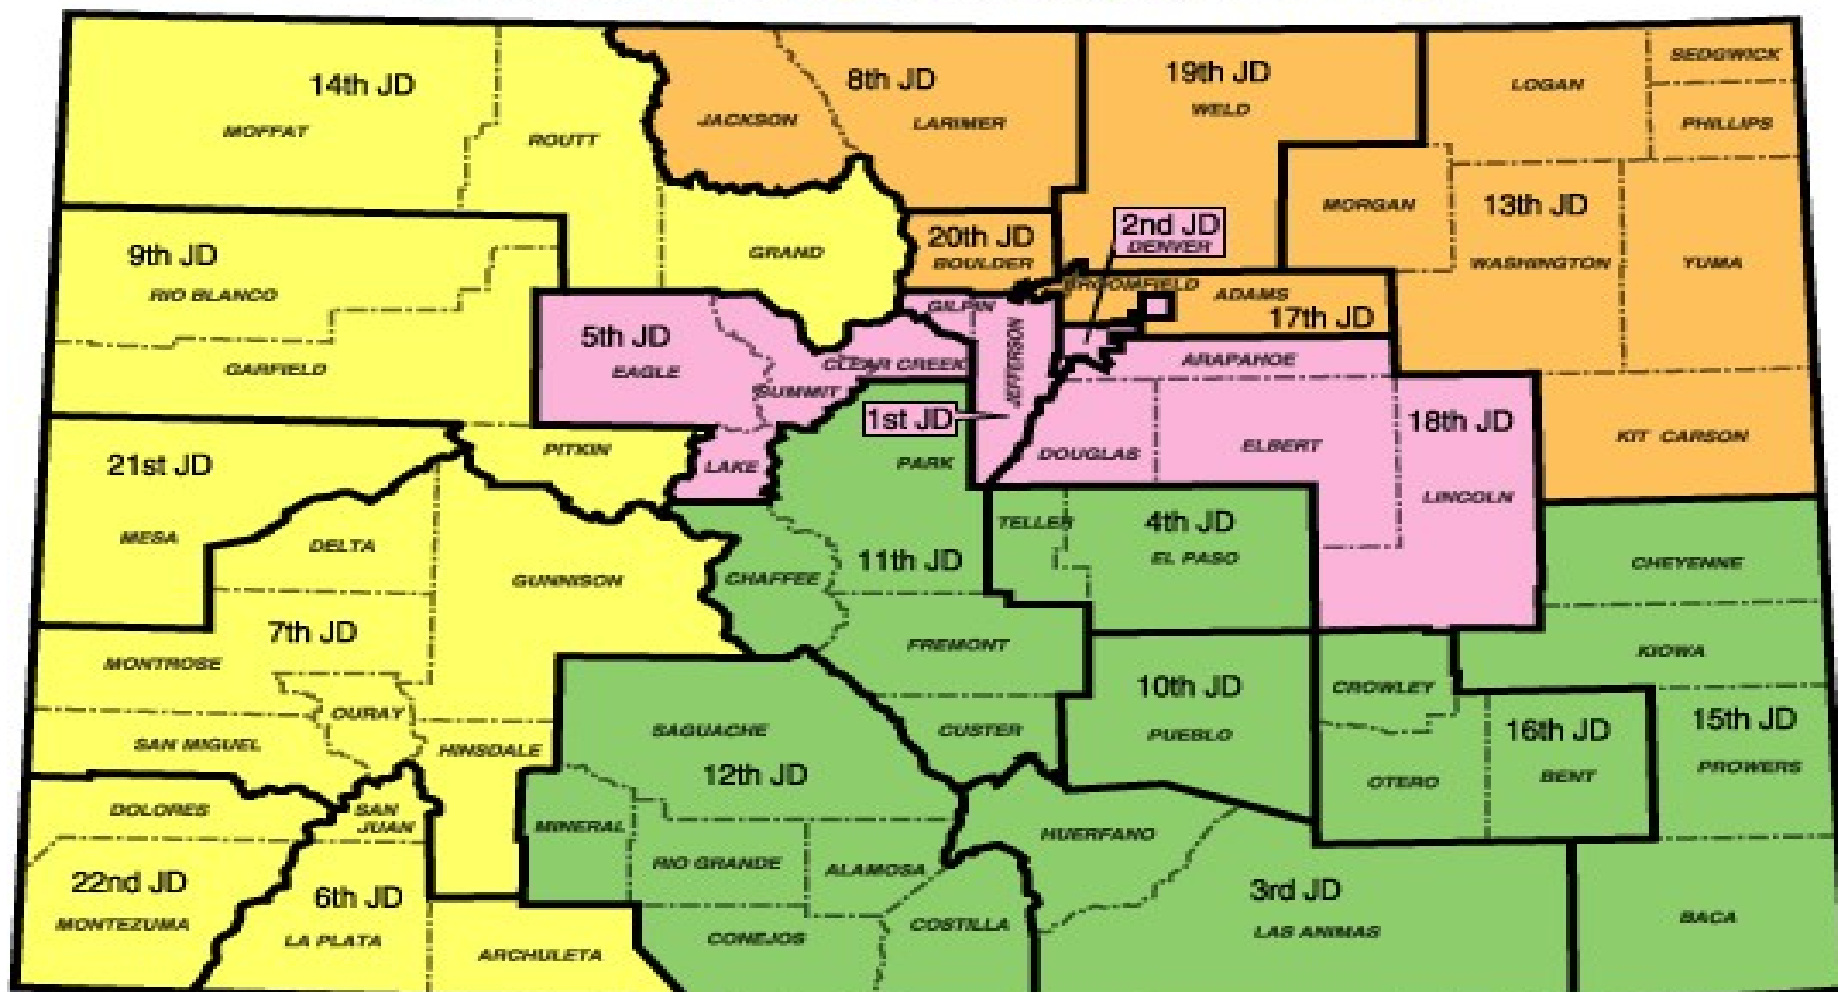 14th JD
MOFFAT
ROUTT
JACKSON
8th JD
LARIMER
19th JD
WELD
LOGAN
SEDGWICK
PHILLIPS
MORGAN
13th JD
WASHINGTON
YUMA
9th JD
RIO BLANCO
GARFIELD
GRAND
20th JD
BOULDER
2nd JD
DENVER
BROOMFIELD
ADAMS
17th JD
GILPIN
5th JD
EAGLE
SUMMIT
CLEAR CREEK
JEFFERSON
1st JD
ARAPAHOE
DOUGLAS
ELBERT
18th JD
LINCOLN
KIT CARSON
21st JD
MESA
PITKIN
LAKE
PARK
DELTA
GUNNISON
CHAFFEE
11th JD
TELLER
4th JD
EL PASO
CHEYENNE
7th JD
MONTROSE
OURAY
SAN MIGUEL
HINSDALE
FREMONT
CUSTER
10th JD
PUEBLO
CROWLEY
KIOWA
OTERO
16th JD
BENT
15th JD
PROWERS
SAGUACHE
12th JD
MINERAL
RIO GRANDE
ALAMOSA
CONEJOS
COSTILLA
HUERFANO
3rd JD
LAS ANIMAS
BACA
DOLORES
SAN
JUAN
22nd JD
MONTEZUMA
6th JD
LA PLATA
ARCHULETA